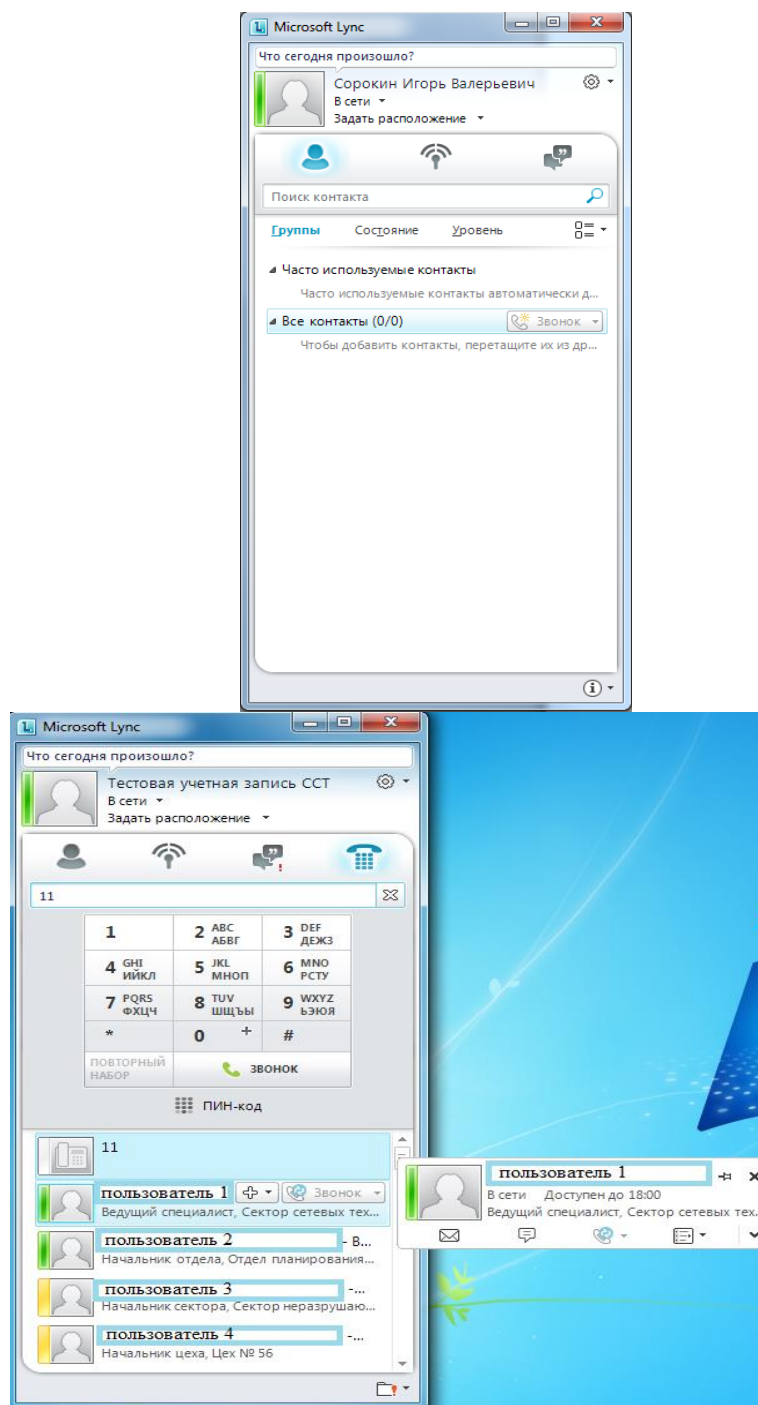 Microsoft Lync
Что сегодня произошло?
Сорокин Игорь Валерьевич
В сети
Задать расположение
Поиск контакта
Группы Состояние Уровень
Часто используемые контакты
Часто используемые контакты автоматически д...
Все контакты (0/0) Звонок
Чтобы добавить контакты, перетащите их из др...
Microsoft Lync
Что сегодня произошло?
Тестовая учетная запись ССТ
В сети
Задать расположение
11
1 2 ABC АБВГ 3 DEF ДЕЖЗ
4 GHI ИЙКЛ 5 JKL МНОП 6 MNO РСТУ
7 PQRS ФХЦЧ 8 TUV ШЩЪЫ 9 WXYZ ЬЭЮЯ
* 0 + #
ПОВТОРНЫЙ НАБОР ЗВОНОК
ПИН-код
11
пользователь 1 Звонок
Ведущий специалист, Сектор сетевых тех...
пользователь 2 - В...
Начальник отдела, Отдел планирования...
пользователь 3 -...
Начальник сектора, Сектор неразрушаю...
пользователь 4 -...
Начальник цеха, Цех № 56
пользователь 1
В сети Доступен до 18:00
Ведущий специалист, Сектор сетевых тех...